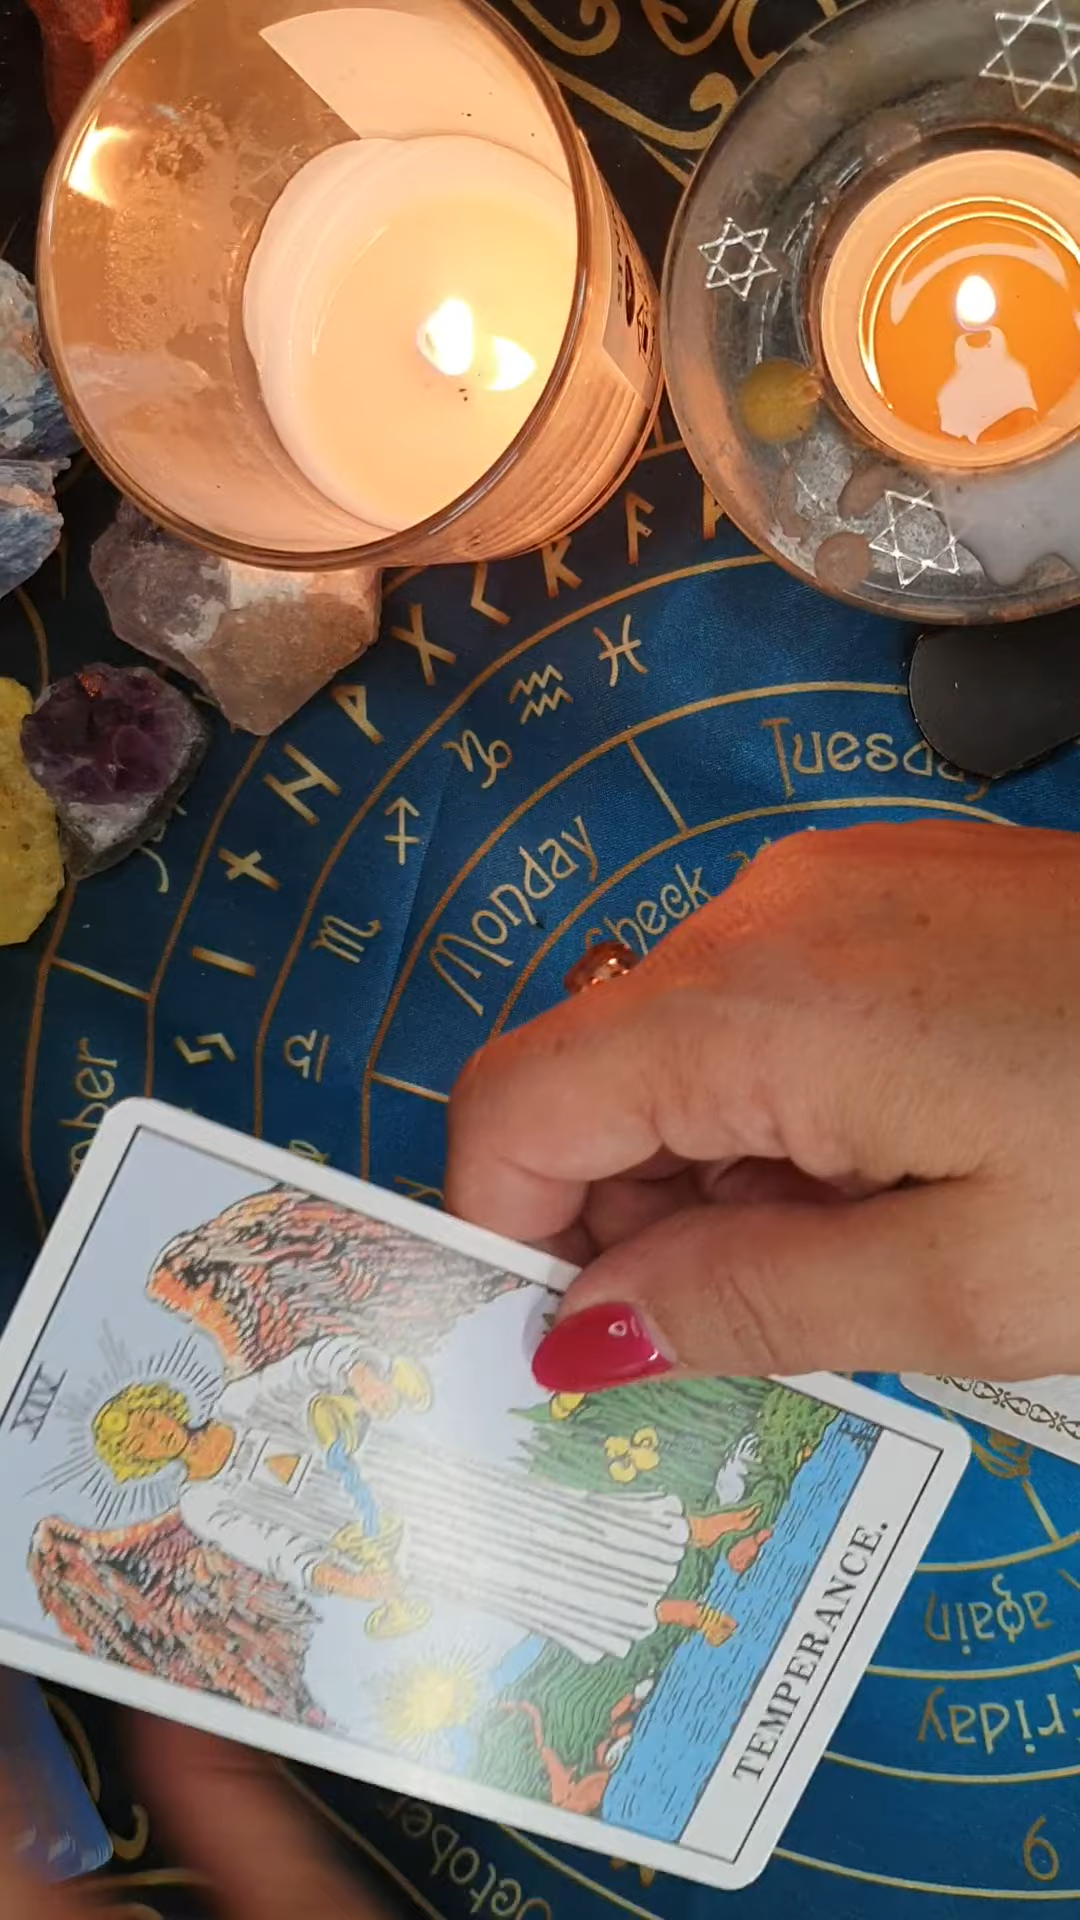 Tuesday
Monday
Check
XIV
TEMPERANCE.
again
Friday
9
October